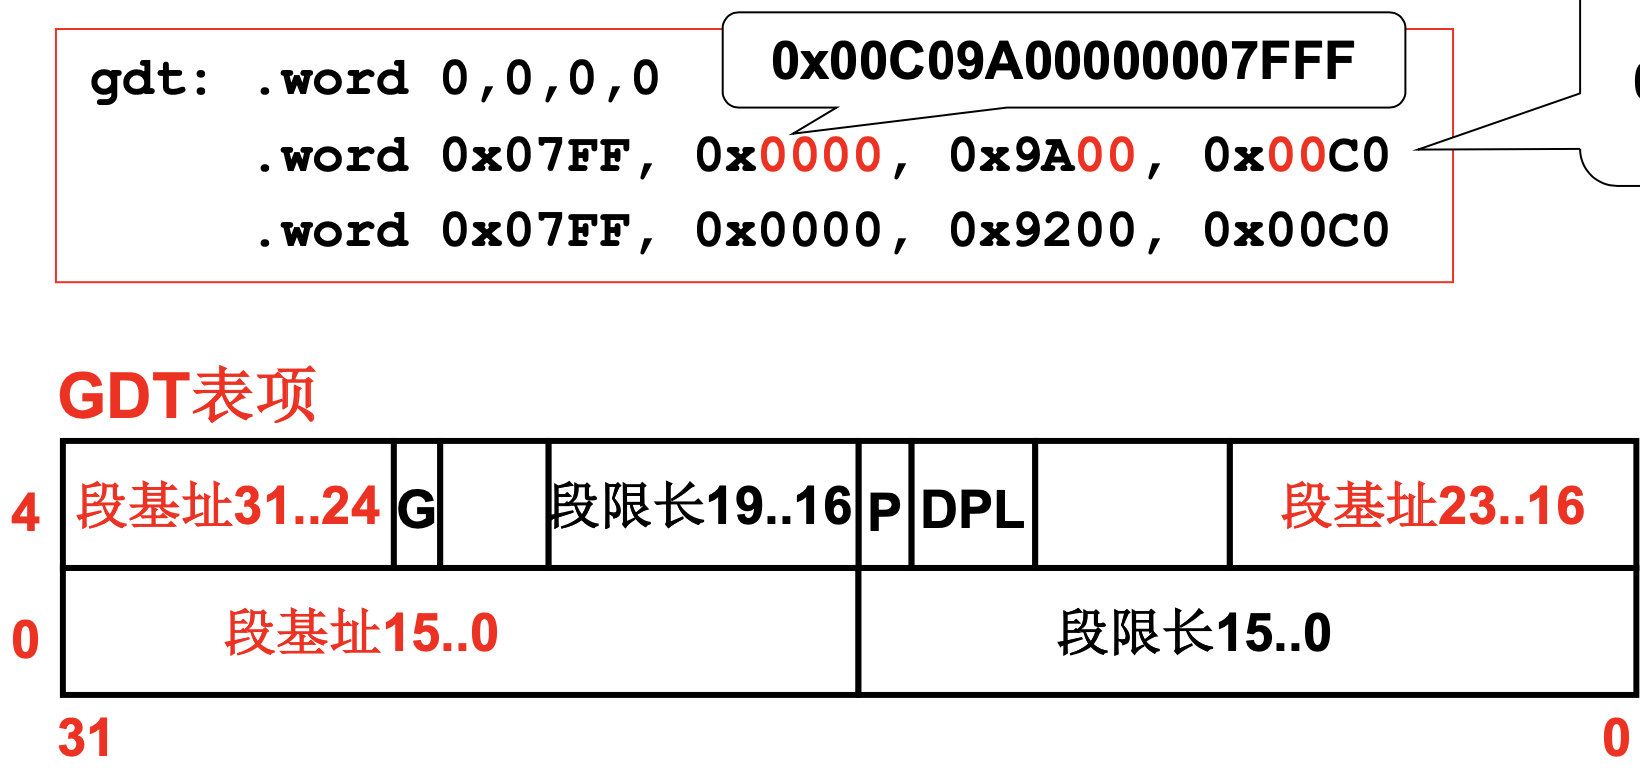 0x00C09A00000007FFF
gdt: .word 0,0,0,0
.word 0x07FF, 0x0000, 0x9A00, 0x00C0
.word 0x07FF, 0x0000, 0x9200, 0x00C0
GDT表项
4 段基址31..24 G 段限长19..16 P DPL 段基址23..16
0 段基址15..0 段限长15..0
31 0